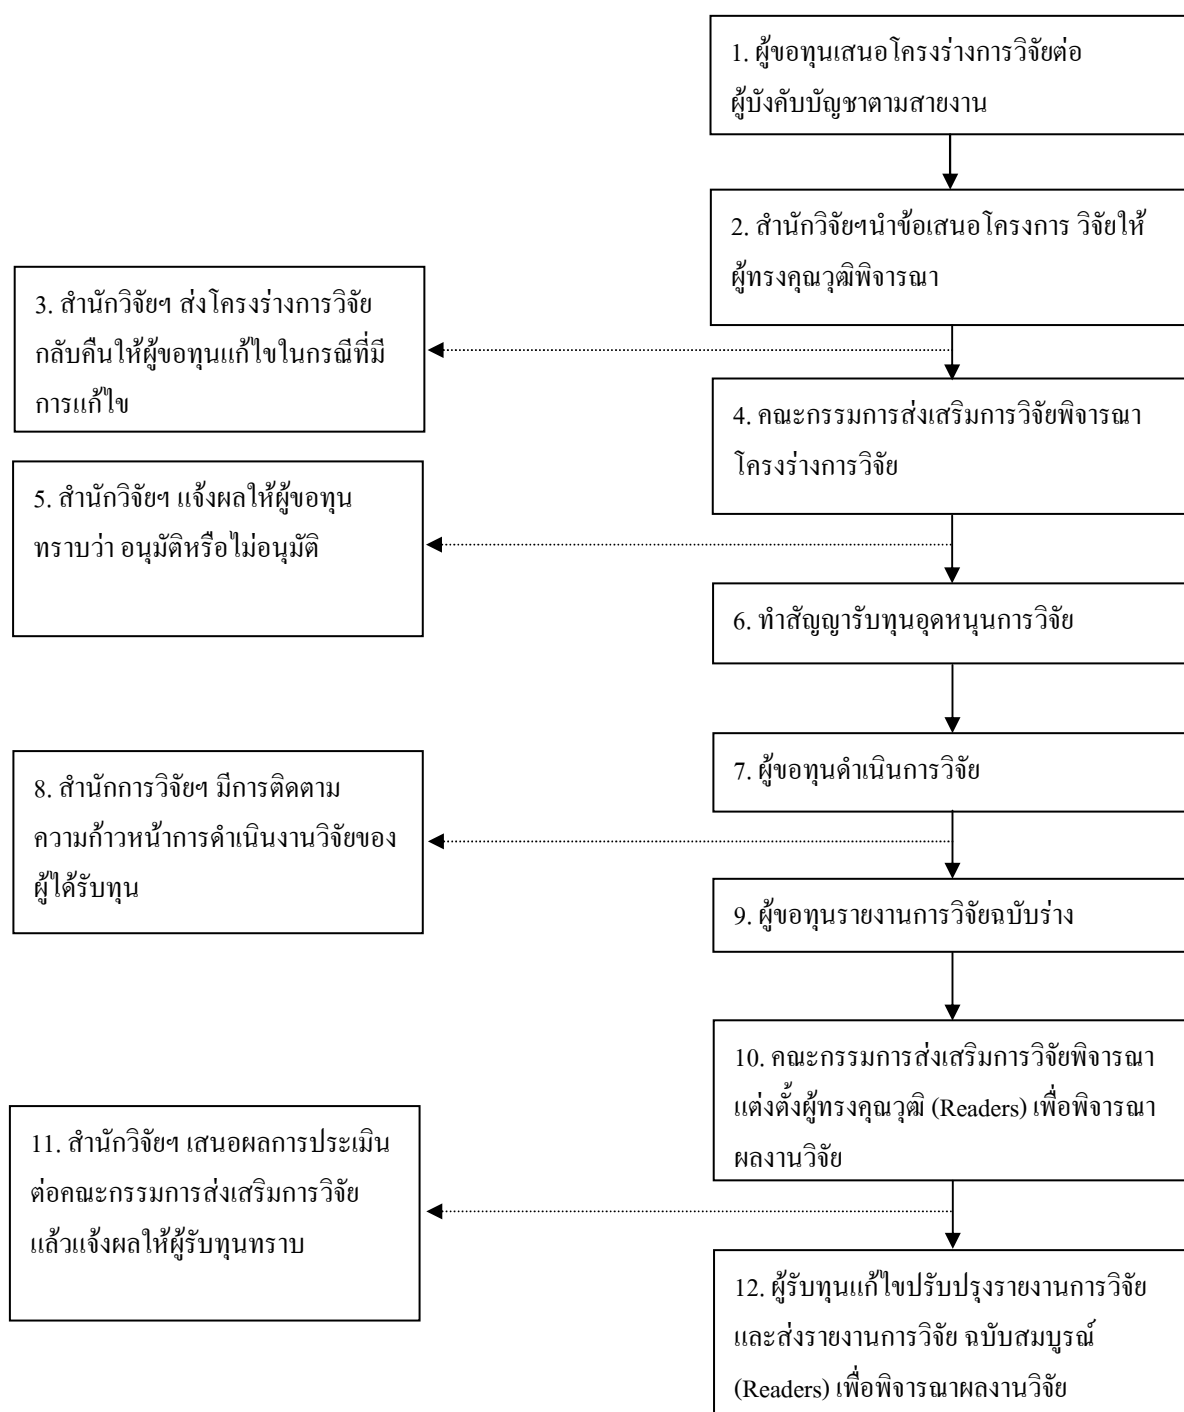 1. ผู้ขอทุนเสนอโครงร่างการวิจัยต่อ
ผู้บังคับบัญชาตามสายงาน
2. สำนักวิจัยฯนำข้อเสนอโครงการ วิจัยให้
ผู้ทรงคุณวุฒิพิจารณา
3. สำนักวิจัยฯ ส่งโครงร่างการวิจัย
กลับคืนให้ผู้ขอทุนแก้ไขในกรณีที่มี
การแก้ไข
4. คณะกรรมการส่งเสริมการวิจัยพิจารณา
โครงร่างการวิจัย
5. สำนักวิจัยฯ แจ้งผลให้ผู้ขอทุน
ทราบว่า อนุมัติหรือไม่อนุมัติ
6. ทำสัญญารับทุนอุดหนุนการวิจัย
7. ผู้ขอทุนดำเนินการวิจัย
8. สำนักการวิจัยฯ มีการติดตาม
ความก้าวหน้าการดำเนินงานวิจัยของ
ผู้ได้รับทุน
9. ผู้ขอทุนรายงานการวิจัยฉบับร่าง
10. คณะกรรมการส่งเสริมการวิจัยพิจารณา
แต่งตั้งผู้ทรงคุณวุฒิ (Readers) เพื่อพิจารณา
ผลงานวิจัย
11. สำนักวิจัยฯ เสนอผลการประเมิน
ต่อคณะกรรมการส่งเสริมการวิจัย
แล้วแจ้งผลให้ผู้รับทุนทราบ
12. ผู้รับทุนแก้ไขปรับปรุงรายงานการวิจัย
และส่งรายงานการวิจัย ฉบับสมบูรณ์
(Readers) เพื่อพิจารณาผลงานวิจัย